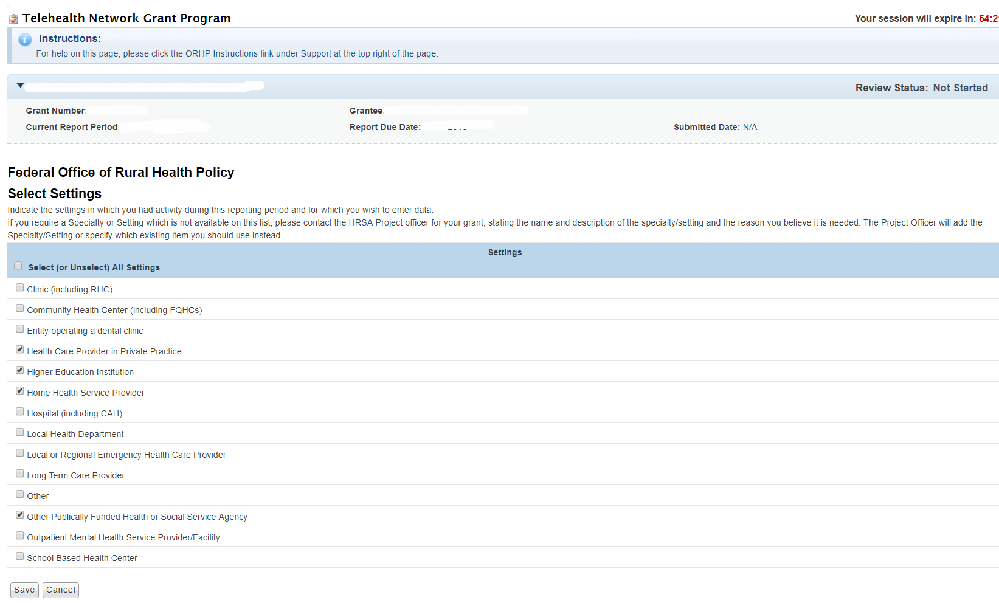 Telehealth Network Grant Program
Your session will expire in: 54:2
Instructions:
For help on this page, please click the ORHP Instructions link under Support at the top right of the page.
Review Status: Not Started
Grant Number:
Grantee
Current Report Period
Report Due Date:
Submitted Date: N/A
Federal Office of Rural Health Policy
Select Settings
Indicate the settings in which you had activity during this reporting period and for which you wish to enter data.
If you require a Specialty or Setting which is not available on this list, please contact the HRSA Project officer for your grant, stating the name and description of the specialty/setting and the reason you believe it is needed. The Project Officer will add the
Specialty/Setting or specify which existing item you should use instead.
Settings
Select (or Unselect) All Settings
Clinic (including RHC)
Community Health Center (including FQHCs)
Entity operating a dental clinic
Health Care Provider in Private Practice
Higher Education Institution
Home Health Service Provider
Hospital (including CAH)
Local Health Department
Local or Regional Emergency Health Care Provider
Long Term Care Provider
Other
Other Publically Funded Health or Social Service Agency
Outpatient Mental Health Service Provider/Facility
School Based Health Center
Save
Cancel